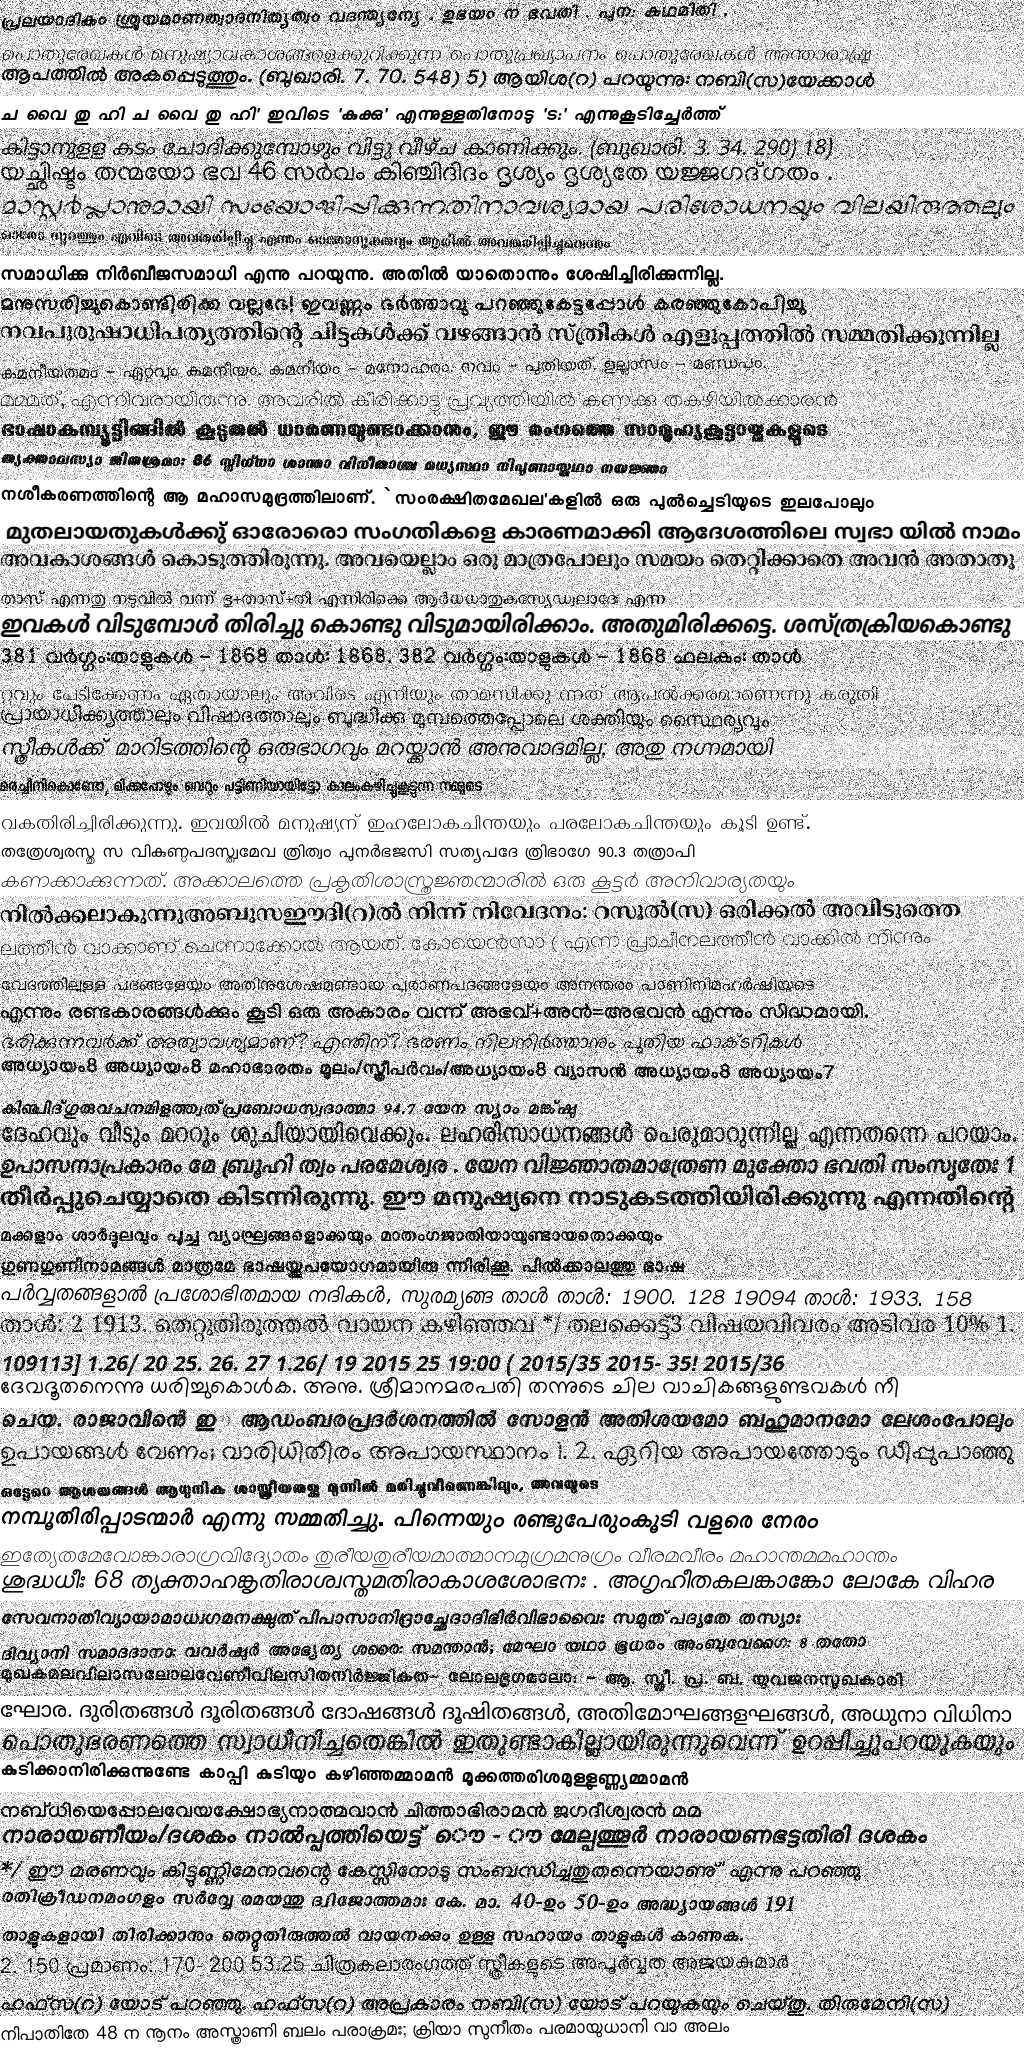 പ്രലയാദികം ശ്രൂയമാണത്വാദനിത്യത്വം വദന്ത്യന്യേ . ഉഭയം ന ഭവതി . പുനഃ കഥമിതി .
പൊതുരേഖകൾ മനുഷ്യാവകാശങ്ങളെക്കുറിക്കുന്ന പൊതുപ്രഖ്യാപനം പൊതുരേഖകൾ അന്താരാഷ്ട്ര
ആപത്തിൽ അകപ്പെടുത്തും. (ബുഖാരി. 7. 70. 548) 5) ആയിശ(റ) പറയുന്നു: നബി(സ)യേക്കാൾ
ച വൈ തു ഹി ച വൈ തു ഹി' ഇവിടെ 'കുക്കു' എന്നുള്ളതിനോടു 'ട:' എന്നുകൂടിച്ചേർത്ത്
കിട്ടാനുളള കടം ചോദിക്കുമ്പോഴും വിട്ടു വീഴ്ച കാണിക്കും. (ബുഖാരി. 3. 34. 290) 18)
യച്ഛിഷ്ടം തന്മയോ ഭവ 46 സർവം കിഞ്ചിദിദം ദൃശ്യം ദൃശ്യതേ യജ്ജഗദ്ഗതം .
മാസ്റ്റർപ്ലാനുമായി സംയോജിപ്പിക്കുന്നതിനാവശ്യമായ പരിശോധനയും വിലയിരുത്തലും
ഓരോ നൂറത്തും എവിടെ അവതരിപ്പിച്ചു എന്നും ഓരോന്നുക്കുവും ആരിൽ അവതരിപ്പിച്ചുവെന്നും
സമാധിക്കു നിർബീജസമാധി എന്നു പറയുന്നു. അതിൽ യാതൊന്നും ശേഷിച്ചിരിക്കുന്നില്ല.
മനുസരിച്ചുകൊണ്ടിരിക്ക വല്ലഭേ! ഇവണ്ണം ഭർത്താവു പറഞ്ഞുകേട്ടപ്പോൾ കരഞ്ഞുകോപിച്ചു
നവപുരുഷാധിപത്യത്തിന്റെ ചിട്ടകൾക്ക് വഴങ്ങാൻ സ്ത്രികൾ എളുപ്പത്തിൽ സമ്മതിക്കുന്നില്ല
കമനീയതമം – ഏറ്റവും കമനീയം. കമനീയം – മനോഹരം. നവം – പുതിയത്. ഉല്ലാസം – മണ്ഡപം.
മമ്മത്, എന്നിവരായിരുന്നു. അവരിൽ കീരിക്കാട്ടു പ്രവൃത്തിയിൽ കണക്കു തകഴിയിൽക്കാരൻ
ഭാഷാകമ്പ്യൂട്ടിങ്ങിൽ കൂടുതൽ ധാരണയുണ്ടാക്കാനും, ഈ രംഗത്തെ സാമൂഹ്യകൂട്ടായ്മകളുടെ
ത്യക്താലസ്യാ ജിതശ്രമാഃ 86 സ്നിഗ്ധാ ശാന്താ വിനീതാശ്ച മധ്യസ്ഥാ നിപുണാസ്തഥാ നയജ്ഞാ
നശീകരണത്തിന്റെ ആ മഹാസമുദ്രത്തിലാണ്. `സംരക്ഷിതമേഖല'കളിൽ ഒരു പുൽച്ചെടിയുടെ ഇലപോലും
മുതലായതുകൾക്കു് ഓരോരൊ സംഗതികളെ കാരണമാക്കി ആദേശത്തിലെ സ്വഭാ യിൽ നാമം
അവകാശങ്ങൾ കൊടുത്തിരുന്നു. അവയെല്ലാം ഒരു മാത്രപോലും സമയം തെറ്റിക്കാതെ അവൻ അതാതു
താസ് എന്നതു നടുവിൽ വന്ന് ഭൂ+താസ്+തി എന്നിരിക്കെ ആർധധാതുകസ്യേഡ്വലാദേഃ എന്ന
ഇവകൾ വിടുമ്പോൾ തിരിച്ചു കൊണ്ടു വിടുമായിരിക്കാം. അതുമിരിക്കട്ടെ. ശസ്ത്രക്രിയകൊണ്ടു
381 വർഗ്ഗം:താളുകൾ – 1868 താൾ: 1868. 382 വർഗ്ഗം:താളുകൾ – 1868 ഫലകം: താൾ
റ്റവും പേടിക്കേണം ഏതായാലും അവിടെ എനിയും താമസിക്കു ന്നത് ആപൽക്കരമാണെന്നു കരുതി
പ്രായാധിക്ക്യത്താലും വിഷാദത്താലും ബുദ്ധിക്കു മുമ്പത്തെപ്പോലെ ശക്തിയും സ്ഥൈര്യവും
സ്ത്രീകൾക്ക് മാറിടത്തിന്റെ ഒരുഭാഗവും മറയ്ക്കാൻ അനുവാദമില്ല; അതു നഗ്നമായി
മരച്ചീനികൊണ്ടോ, മിക്കപ്പോഴും വെറും പട്ടിണിയായിട്ടോ കാലംകഴിച്ചുകൂട്ടുന്ന നമ്മുടെ
വകതിരിച്ചിരിക്കുന്നു. ഇവയിൽ മനുഷ്യന് ഇഹലോകചിന്തയും പരലോകചിന്തയും കൂടി ഉണ്ട്.
തത്രേശ്വരസ്തു സ വികുണ്ഠപദസ്ത്വമേവ ത്രിത്വം പുനർഭജസി സത്യപദേ ത്രിഭാഗേ 90.3 തത്രാപി
കണക്കാക്കുന്നത്. അക്കാലത്തെ പ്രകൃതിശാസ്ത്രജ്ഞന്മാരിൽ ഒരു കൂട്ടർ അനിവാര്യതയും
നിൽക്കലാകുന്നുഅബുസഈദി(റ)ൽ നിന്ന് നിവേദനം: റസൂൽ(സ) ഒരിക്കൽ അവിടുത്തെ
ലത്തീൻ വാക്കാണ് ചെന്നാക്കോൽ ആയത്. കോയെൻസാ ( എന്ന പ്രാചീനലത്തീൻ വാക്കിൽ നിന്നും
വേദത്തിലുള്ള പദങ്ങളേയും അതിനുശേഷമുണ്ടായ പുരാണപദങ്ങളേയും അനന്തരം പാണിനിമഹർഷിയുടെ
എന്നും രണ്ടകാരങ്ങൾക്കും കൂടി ഒരു അകാരം വന്ന് അഭവ്+അൻ=അഭവൻ എന്നും സിദ്ധമായി.
ഭരിക്കുന്നവർക്ക് അത്യാവശ്യമാണ്? എന്തിന്? ഭരണം നിലനിർത്താനും പുതിയ ഫാക്ടറികൾ
അധ്യായം8 അധ്യായം8 മഹാഭാരതം മൂലം/സ്ത്രീപർവം/അധ്യായം8 വ്യാസൻ അധ്യായം8 അധ്യായം7
കിഞ്ചിദ്ഗുരുവചനമിളത്ത്വത്പ്രബോധസ്ത്വദാത്മാ 94.7 യേന സ്യാം മങ്ക്ഷു
ദേഹവും വീടും മററും ശുചിയായിവെക്കും. ലഹരിസാധനങ്ങൾ പെരുമാറുന്നില്ല എന്നതന്നെ പറയാം.
ഉപാസനാപ്രകാരം മേ ബ്രൂഹി ത്വം പരമേശ്വര . യേന വിജ്ഞാതമാത്രേണ മുക്തോ ഭവതി സംസൃതേഃ 1
തീർപ്പുചെയ്യാതെ കിടന്നിരുന്നു. ഈ മനുഷ്യനെ നാടുകടത്തിയിരിക്കുന്നു എന്നതിന്റെ
മക്കളാം ശാർദ്ദൂലവും പൂച്ച വ്യാഘ്രങ്ങളൊക്കയും മാതംഗജാതിയായുണ്ടായതൊക്കയും
ഗുണഗുണീനാമങ്ങൾ മാത്രമേ ഭാഷയ്ക്കുപയോഗമായിരു ന്നിരിക്കൂ. പിൽക്കാലത്തു ഭാഷ
പർവ്വതങ്ങളാൽ പ്രശോഭിതമായ നദികൾ, സുരമ്യങ്ങ താൾ താൾ: 1900. 128 19094 താൾ: 1933. 158
താൾ: 2 1913. തെറ്റുതിരുത്തൽ വായന കഴിഞ്ഞവ */ തലക്കെട്ട്3 വിഷയവിവരം അടിവര 10% 1.
109113] 1.26/ 20 25. 26. 27 1.26/ 19 2015 25 19:00 ( 2015/35 2015- 35! 2015/36
ദേവദൂതനെന്നു ധരിച്ചുകൊൾക. അനു. ശ്രീമാനമരപതി തന്നുടെ ചില വാചികങ്ങളുണ്ടവകൾ നീ
ചെയ്ത. രാജാവിന്റെ ഈ ആഡംബരപ്രദർശനത്തിൽ സോളൻ അതിശയമോ ബഹുമാനമോ ലേശംപോലും
ഉപായങ്ങൾ വേണം; വാരിധിതീരം അപായസ്ഥാനം l. 2. ഏറിയ അപായത്തോടും ഡീപ്പുപാഞ്ഞു
ഒട്ടേറെ ആശയങ്ങൾ ആധുനിക ശാസ്ത്രീയതയ്ക്കു മുന്നിൽ മരിച്ചുവീണെങ്കിലും, അവയുടെ
നമ്പൂതിരിപ്പാടന്മാർ എന്നു സമ്മതിച്ചു. പിന്നെയും രണ്ടുപേരുംകൂടി വളരെ നേരം
ഇത്യേതമേവോങ്കാരാഗ്രവിദ്യോതം തുരീയതുരീയമാത്മാനമുഗ്രമനുഗ്രം വീരമവീരം മഹാന്തമമഹാന്തം
ശുദ്ധധീഃ 68 ത്യക്താഹങ്കൃതിരാശ്വസ്തമതിരാകാശശോഭനഃ . അഗൃഹീതകലങ്കാങ്കോ ലോകേ വിഹര
സേവനാതിവ്യായാമാധ്വഗമനക്ഷുത്പിപാസാനിദ്രാച്ഛേദാദിഭിർവിഭാവൈഃ സമുത്പദ്യതേ തസ്യാഃ
ദിവ്യാനി സമാദദാനാഃ വവർഷുർ അഭ്യേത്യ ശരൈഃ സമന്താൻ; മേഘാ യഥാ ഭൂധരം അംബുവേഗൈഃ 8 തതോ
മുഖകമലവിലാസലോലവേണീവിലസിതനിർജ്ജികത– ലോലഭൃഗമാലാഃ – ആ. സ്ത്രീ. പ്ര. ബ. യുവജനസുഖകാരി
ഘോര. ദുരിതങ്ങൾ ദൂരിതങ്ങൾ ദോഷങ്ങൾ ദൂഷിതങ്ങൾ, അതിമോഘങ്ങളഘങ്ങൾ, അധുനാ വിധിനാ
പൊതുഭരണത്തെ സ്വാധീനിച്ചതെങ്കിൽ ഇതുണ്ടാകില്ലായിരുന്നുവെന്ന് ഉറപ്പിച്ചുപറയുകയും
കുടിക്കാനിരിക്കുന്നുണ്ടേ കാപ്പി കുടിയും കഴിഞ്ഞമ്മാമൻ മൂക്കത്തരിശമുള്ളുണ്ണ്യമ്മാമൻ
നബ്ധിയെപ്പോലവേയക്ഷോഭ്യനാത്മവാൻ ചിത്താഭിരാമൻ ജഗദീശ്വരൻ മമ
നാരായണീയം/ദശകം നാൽപ്പത്തിയെട്ട് ൌ - ൗ മേല്പത്തൂർ നാരായണഭട്ടതിരി ദശകം
*/ ഈ മരണവും കിട്ടുണ്ണിമേനവന്റെ കേസ്സിനോടു സംബന്ധിച്ചതുതന്നെയാണു്" എന്നു പറഞ്ഞു
രതിക്രീഡനമംഗളം സർവ്വേ രമയന്തു ദ്വിജോത്തമാഃ കേ. മാ. 40-ഉം 50-ഉം അദ്ധ്യായങ്ങൾ 191
താളുകളായി തിരിക്കാനും തെറ്റുതിരുത്തൽ വായനക്കും ഉള്ള സഹായം താളുകൾ കാണുക.
2. 150 പ്രമാണം: 170- 200 53:25 ചിത്രകലാരംഗത്ത് സ്ത്രീകളുടെ അപൂർവ്വത അജയകുമാർ
ഹഫ്സ(റ) യോട് പറഞ്ഞു. ഹഫ്സ(റ) അപ്രകാരം നബി(സ) യോട് പറയുകയും ചെയ്തു. തിരുമേനി(സ)
നിപാതിതേ 48 ന നൂനം അസ്ത്രാണി ബലം പരാക്രമഃ; ക്രിയാ സുനീതം പരമായുധാനി വാ അലം